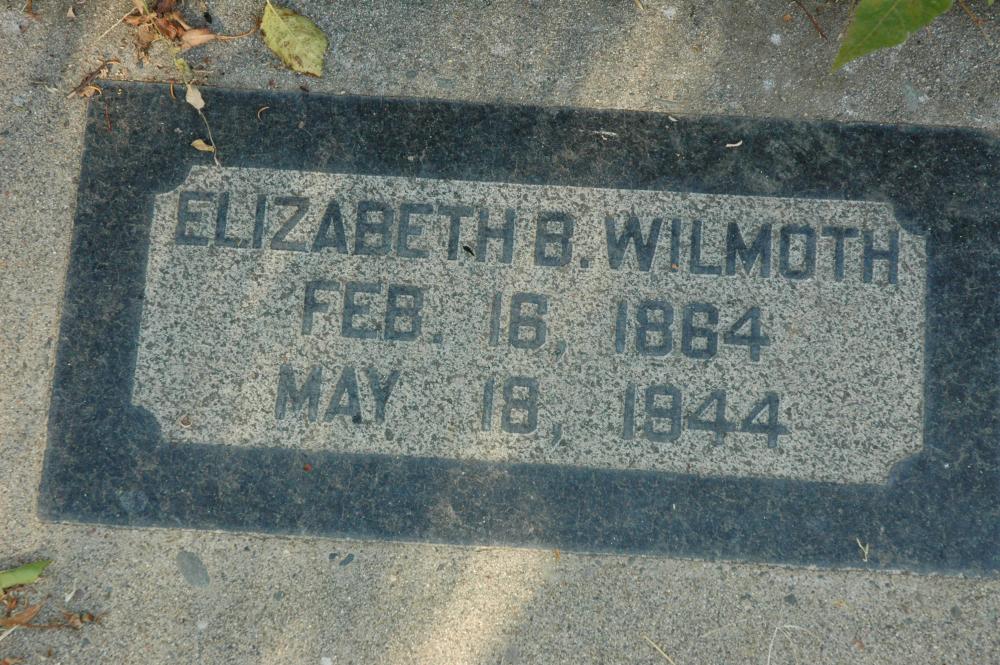 ELIZABETH B. WILMOTH
FEB. 16, 1864
MAY 18, 1944